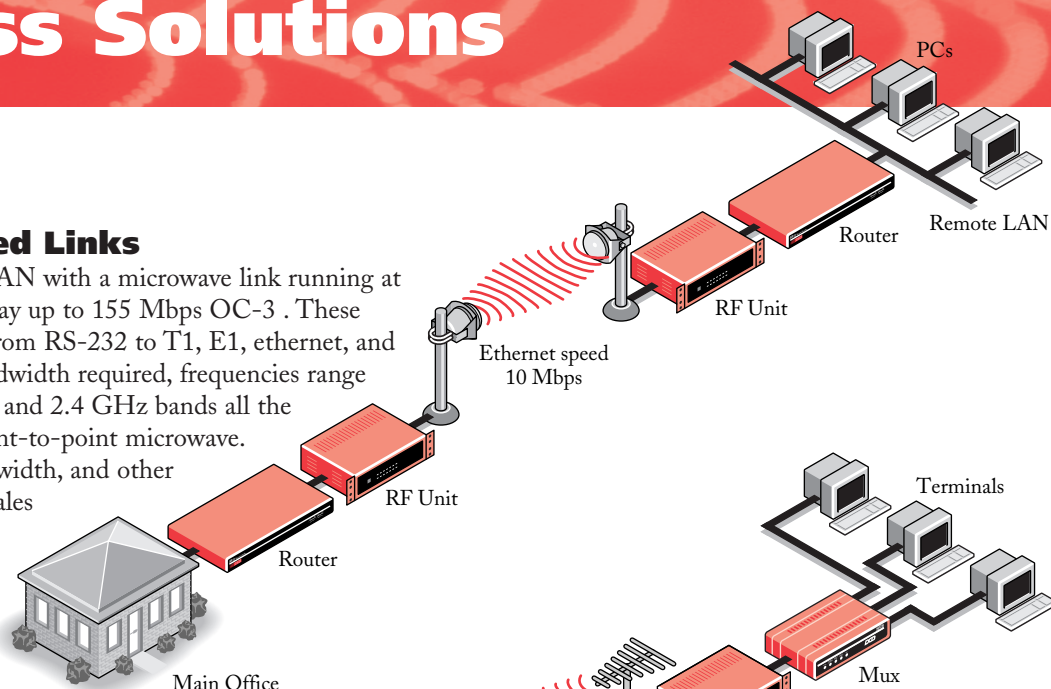 ss Solutions
ed Links
AN with a microwave link running at
ay up to 155 Mbps OC-3 . These
rom RS-232 to T1, E1, ethernet, and
dwidth required, frequencies range
and 2.4 GHz bands all the
nt-to-point microwave.
width, and other
ales
PCs
Remote LAN
Router
RF Unit
Ethernet speed
10 Mbps
RF Unit
Router
Main Office
Terminals
Mux